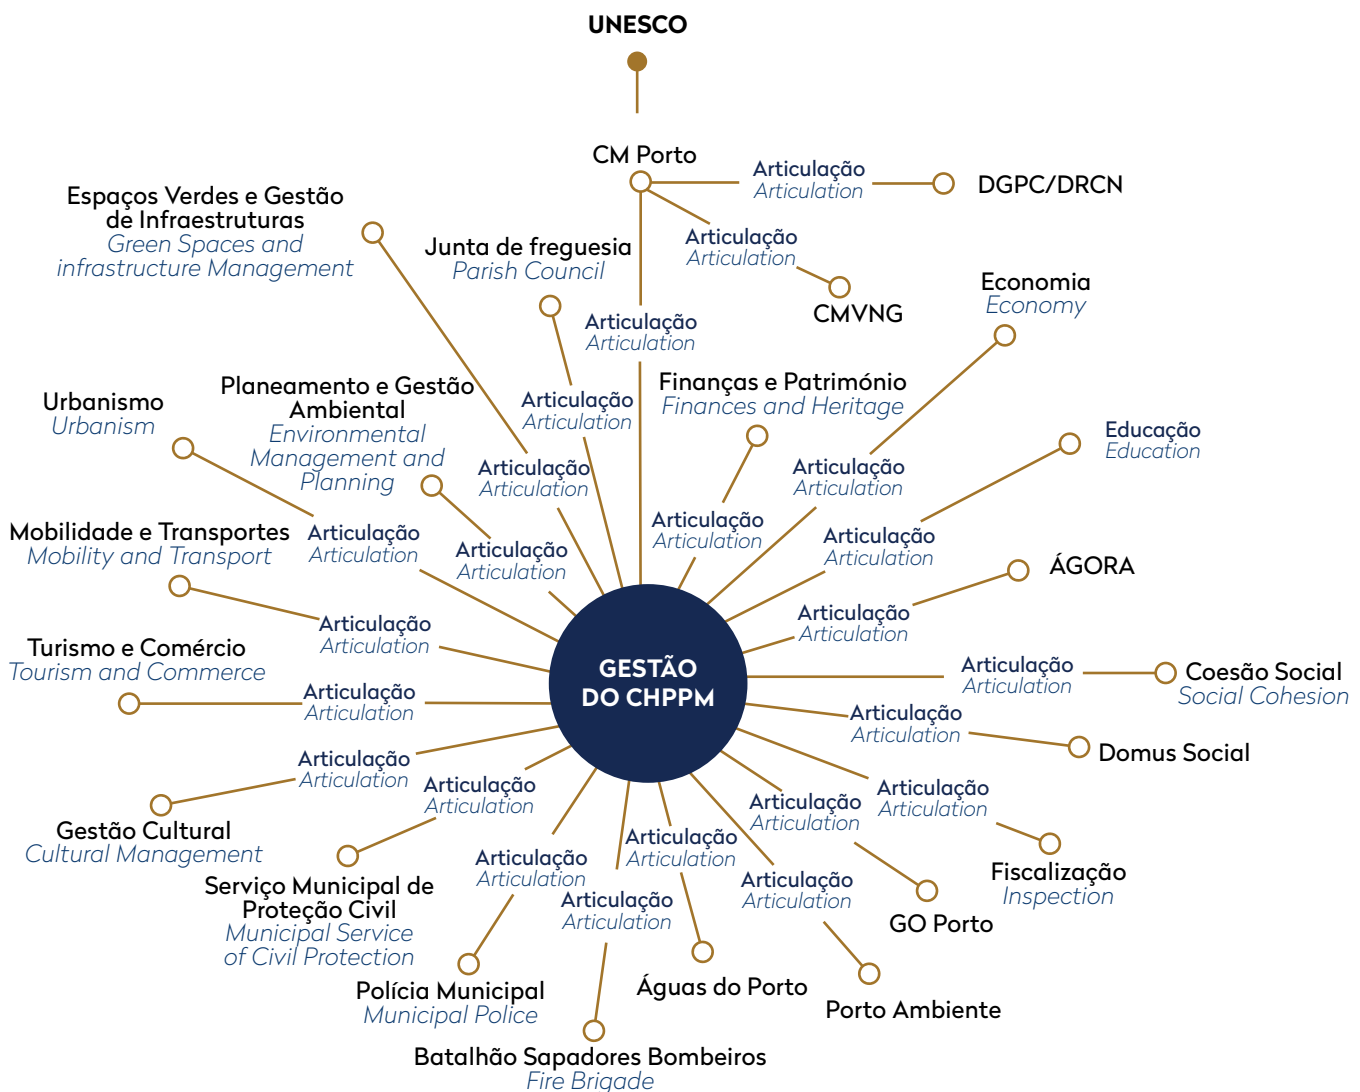 UNESCO
CM Porto
Articulação
Articulation
DGPC/DRCN
Articulação
Articulation
CMVNG
Espaços Verdes e Gestão
de Infraestruturas
Green Spaces and
infrastructure Management
Junta de freguesia
Parish Council
Articulação
Articulation
Economia
Economy
Planeamento e Gestão
Ambiental
Environmental
Management and
Planning
Articulação
Articulation
Finanças e Património
Finances and Heritage
Urbanismo
Urbanism
Articulação
Articulation
Articulação
Articulation
Educação
Education
Mobilidade e Transportes
Mobility and Transport
Articulação
Articulation
Articulação
Articulation
Articulação
Articulation
Articulação
Articulation
ÁGORA
Articulação
Articulation
Articulação
Articulation
Turismo e Comércio
Tourism and Commerce
Articulação
Articulation
GESTÃO
DO CHPPM
Articulação
Articulation
Coesão Social
Social Cohesion
Articulação
Articulation
Domus Social
Articulação
Articulation
Gestão Cultural
Cultural Management
Articulação
Articulation
Articulação
Articulation
Articulação
Articulation
Fiscalização
Inspection
Serviço Municipal de
Proteção Civil
Municipal Service
of Civil Protection
Articulação
Articulation
Articulação
Articulation
Articulação
Articulation
Articulação
Articulation
GO Porto
Polícia Municipal
Municipal Police
Águas do Porto
Porto Ambiente
Batalhão Sapadores Bombeiros
Fire Brigade